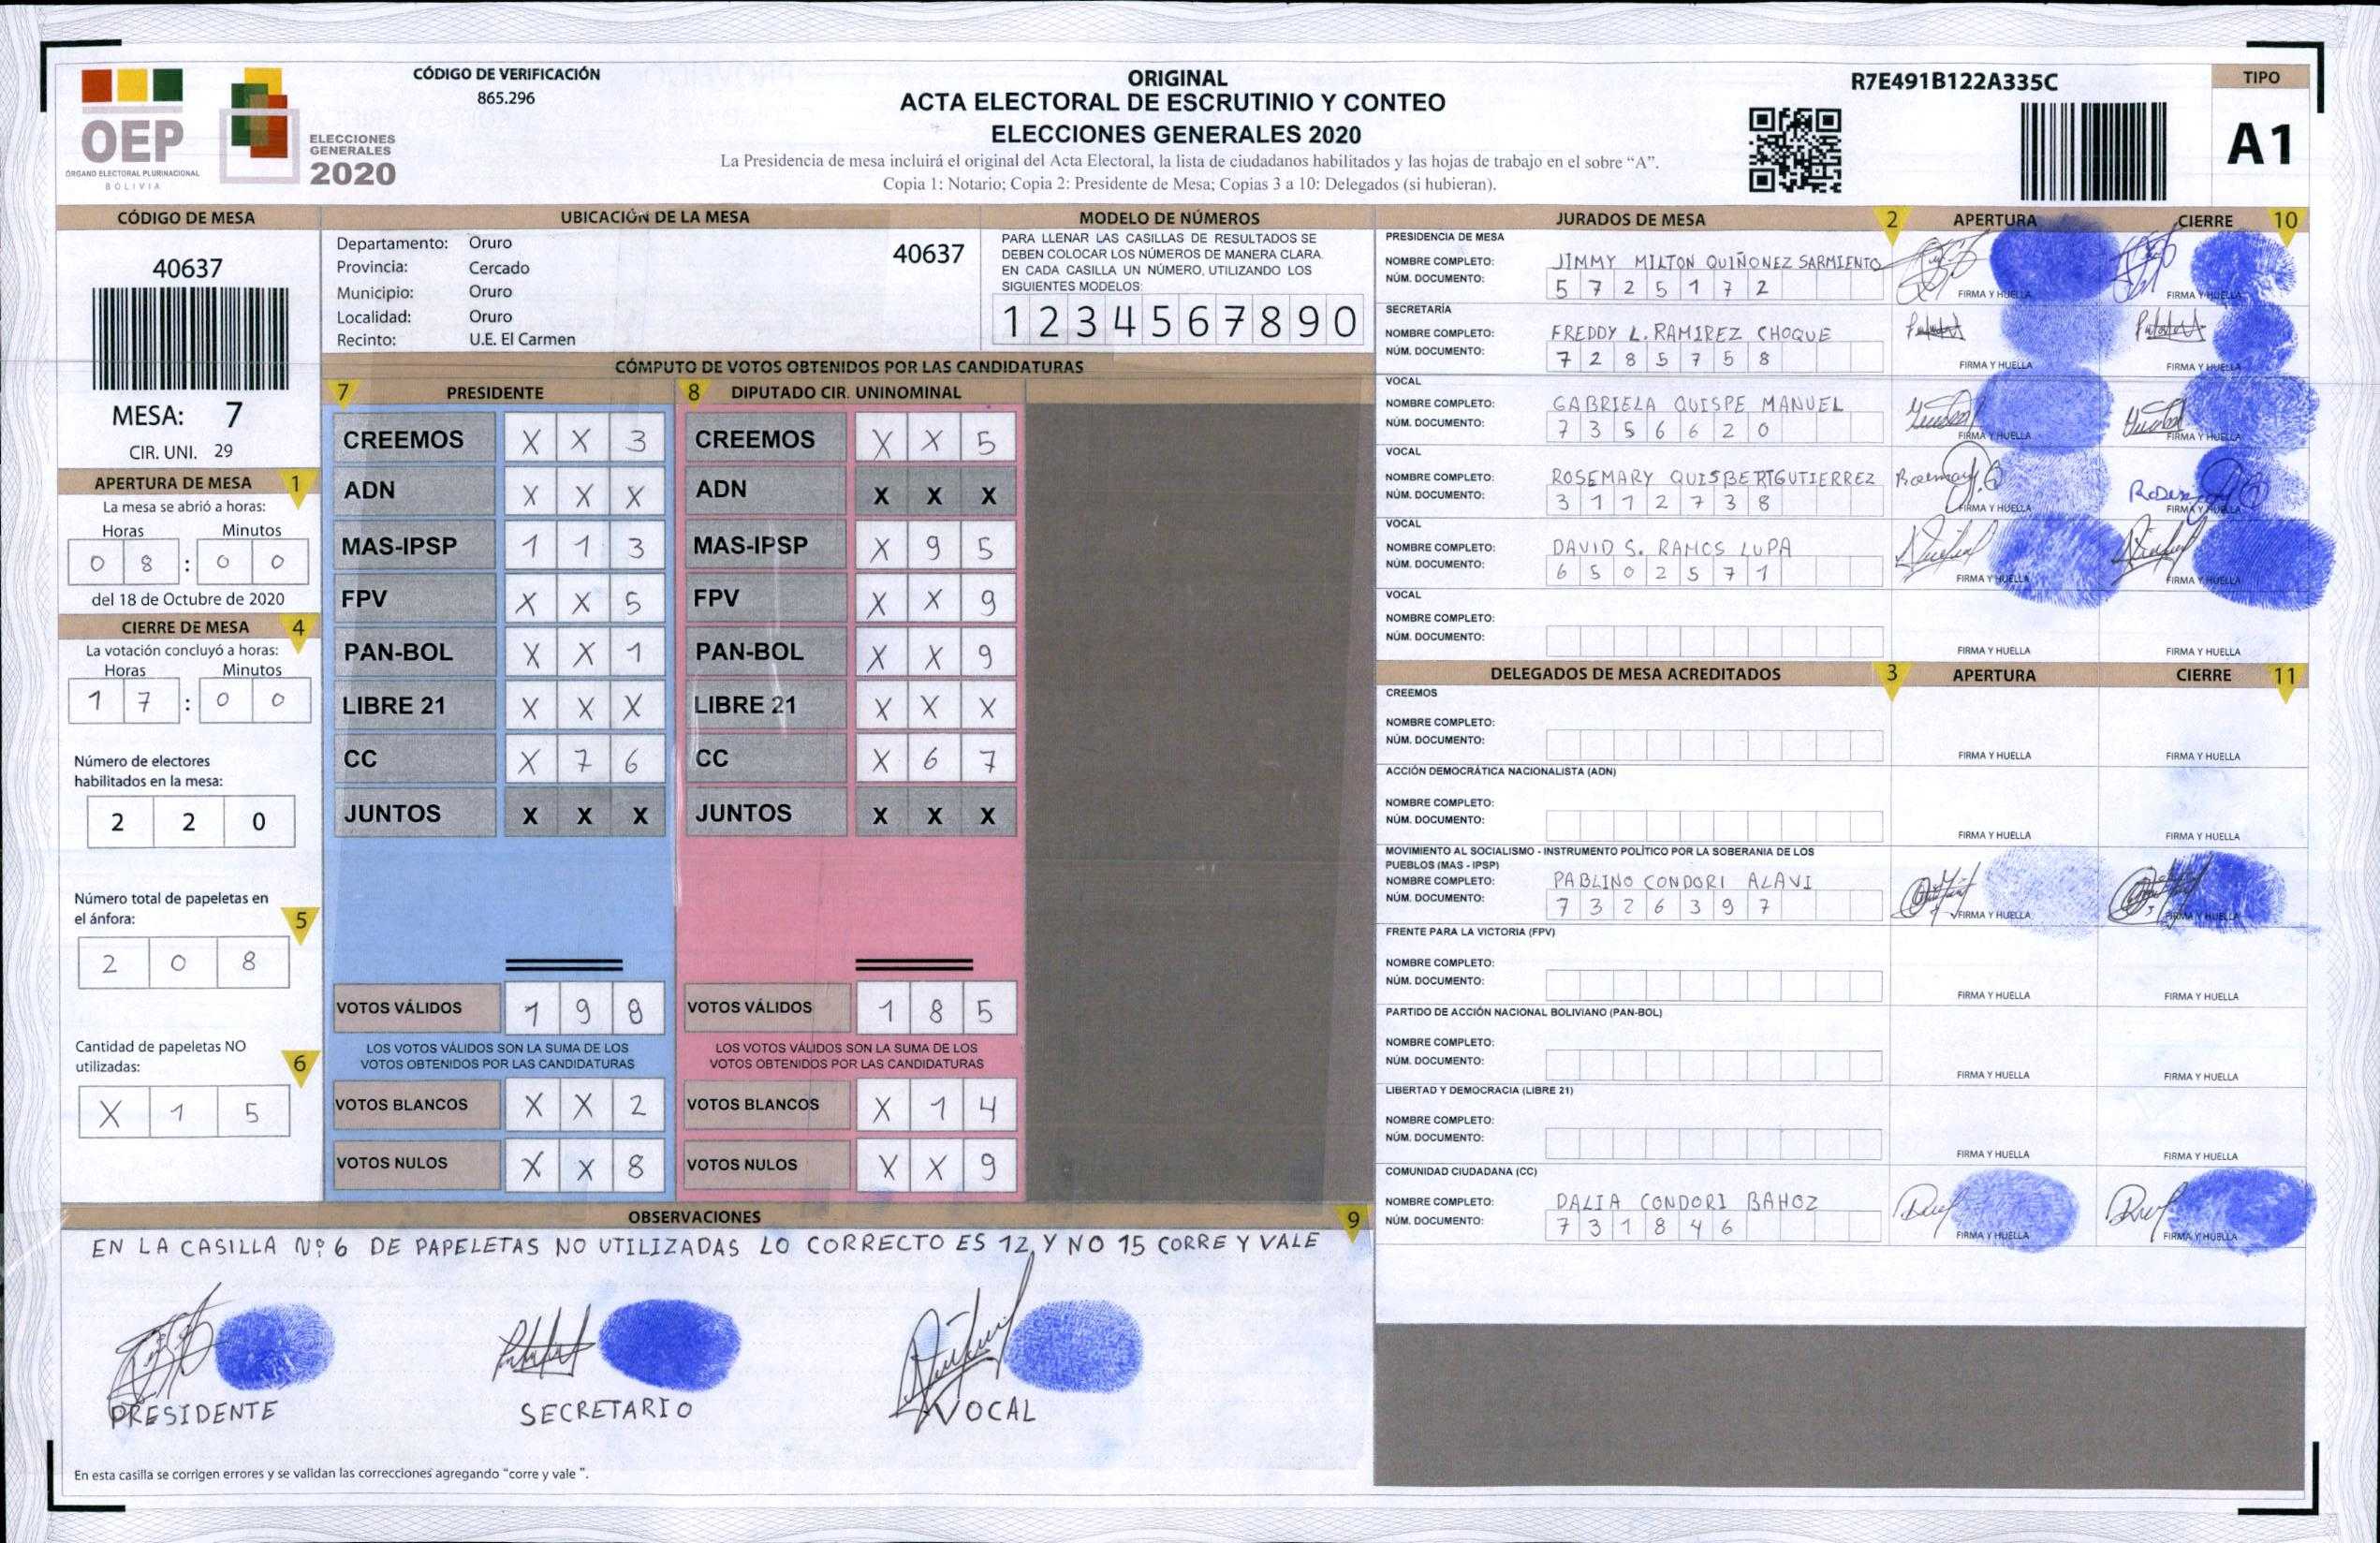 OEP
ÓRGANO ELECTORAL PLURINACIONAL
BOLIVIA
ELECCIONES
GENERALES
2020
CÓDIGO DE VERIFICACIÓN
865.296
ORIGINAL
ACTA ELECTORAL DE ESCRUTINIO Y CONTEO
ELECCIONES GENERALES 2020
La Presidencia de mesa incluirá el original del Acta Electoral, la lista de ciudadanos habilitados y las hojas de trabajo en el sobre “A”.
Copia 1: Notario; Copia 2: Presidente de Mesa; Copias 3 a 10: Delegados (si hubieran).
R7E491B122A335C
TIPO
A1
CÓDIGO DE MESA
40637
MESA: 7
CIR. UNI. 29
APERTURA DE MESA 1
La mesa se abrió a horas:
Horas Minutos
0 8 : 0 0
del 18 de Octubre de 2020
CIERRE DE MESA 4
La votación concluyó a horas:
Horas Minutos
1 7 : 0 0
Número de electores
habilitados en la mesa:
2 2 0
Número total de papeletas en
el ánfora: 5
2 0 8
Cantidad de papeletas NO
utilizadas: 6
X 1 5
UBICACIÓN DE LA MESA
Departamento: Oruro 40637
Provincia: Cercado
Municipio: Oruro
Localidad: Oruro
Recinto: U.E. El Carmen
MODELO DE NÚMEROS
PARA LLENAR LAS CASILLAS DE RESULTADOS SE
DEBEN COLOCAR LOS NÚMEROS DE MANERA CLARA.
EN CADA CASILLA UN NÚMERO, UTILIZANDO LOS
SIGUIENTES MODELOS:
1 2 3 4 5 6 7 8 9 0
CÓMPUTO DE VOTOS OBTENIDOS POR LAS CANDIDATURAS
7 PRESIDENTE
CREEMOS X X 3
ADN X X X
MAS-IPSP 1 1 3
FPV X X 5
PAN-BOL X X 1
LIBRE 21 X X X
CC X 7 6
JUNTOS X X X
VOTOS VÁLIDOS 1 9 8
LOS VOTOS VÁLIDOS SON LA SUMA DE LOS
VOTOS OBTENIDOS POR LAS CANDIDATURAS
VOTOS BLANCOS X X 2
VOTOS NULOS X X 8
8 DIPUTADO CIR. UNINOMINAL
CREEMOS X X 5
ADN X X X
MAS-IPSP X 9 5
FPV X X 9
PAN-BOL X X 9
LIBRE 21 X X X
CC X 6 7
JUNTOS X X X
VOTOS VÁLIDOS 1 8 5
LOS VOTOS VÁLIDOS SON LA SUMA DE LOS
VOTOS OBTENIDOS POR LAS CANDIDATURAS
VOTOS BLANCOS X 1 4
VOTOS NULOS X X 9
OBSERVACIONES 9
EN LA CASILLA Nº 6 DE PAPELETAS NO UTILIZADAS LO CORRECTO ES 12, Y NO 15 CORRE Y VALE
PRESIDENTE SECRETARIO VOCAL
En esta casilla se corrigen errores y se validan las correcciones agregando “corre y vale ”.
JURADOS DE MESA 2 APERTURA CIERRE 10
PRESIDENCIA DE MESA
NOMBRE COMPLETO: JIMMY MILTON QUIÑONEZ SARMIENTO
NÚM. DOCUMENTO: 5 7 2 5 1 7 2
FIRMA Y HUELLA FIRMA Y HUELLA
SECRETARÍA
NOMBRE COMPLETO: FREDDY L. RAMIREZ CHOQUE
NÚM. DOCUMENTO: 7 2 8 5 7 5 8
FIRMA Y HUELLA FIRMA Y HUELLA
VOCAL
NOMBRE COMPLETO: GABRIELA QUISPE MANUEL
NÚM. DOCUMENTO: 7 3 5 6 6 2 0
FIRMA Y HUELLA FIRMA Y HUELLA
VOCAL
NOMBRE COMPLETO: ROSEMARY QUISBERT GUTIERREZ
NÚM. DOCUMENTO: 3 1 1 2 7 3 8
FIRMA Y HUELLA FIRMA Y HUELLA
VOCAL
NOMBRE COMPLETO: DAVID S. RAMOS LUPA
NÚM. DOCUMENTO: 6 5 0 2 5 7 1
FIRMA Y HUELLA FIRMA Y HUELLA
VOCAL
NOMBRE COMPLETO:
NÚM. DOCUMENTO:
FIRMA Y HUELLA FIRMA Y HUELLA
DELEGADOS DE MESA ACREDITADOS 3 APERTURA CIERRE 11
CREEMOS
NOMBRE COMPLETO:
NÚM. DOCUMENTO:
FIRMA Y HUELLA FIRMA Y HUELLA
ACCIÓN DEMOCRÁTICA NACIONALISTA (ADN)
NOMBRE COMPLETO:
NÚM. DOCUMENTO:
FIRMA Y HUELLA FIRMA Y HUELLA
MOVIMIENTO AL SOCIALISMO - INSTRUMENTO POLÍTICO POR LA SOBERANIA DE LOS
PUEBLOS (MAS - IPSP)
NOMBRE COMPLETO: PABLINO CONDORI ALAVI
NÚM. DOCUMENTO: 7 3 2 6 3 9 7
FIRMA Y HUELLA FIRMA Y HUELLA
FRENTE PARA LA VICTORIA (FPV)
NOMBRE COMPLETO:
NÚM. DOCUMENTO:
FIRMA Y HUELLA FIRMA Y HUELLA
PARTIDO DE ACCIÓN NACIONAL BOLIVIANO (PAN-BOL)
NOMBRE COMPLETO:
NÚM. DOCUMENTO:
FIRMA Y HUELLA FIRMA Y HUELLA
LIBERTAD Y DEMOCRACIA (LIBRE 21)
NOMBRE COMPLETO:
NÚM. DOCUMENTO:
FIRMA Y HUELLA FIRMA Y HUELLA
COMUNIDAD CIUDADANA (CC)
NOMBRE COMPLETO: DALIA CONDORI BAHOZ
NÚM. DOCUMENTO: 7 3 1 8 4 6
FIRMA Y HUELLA FIRMA Y HUELLA